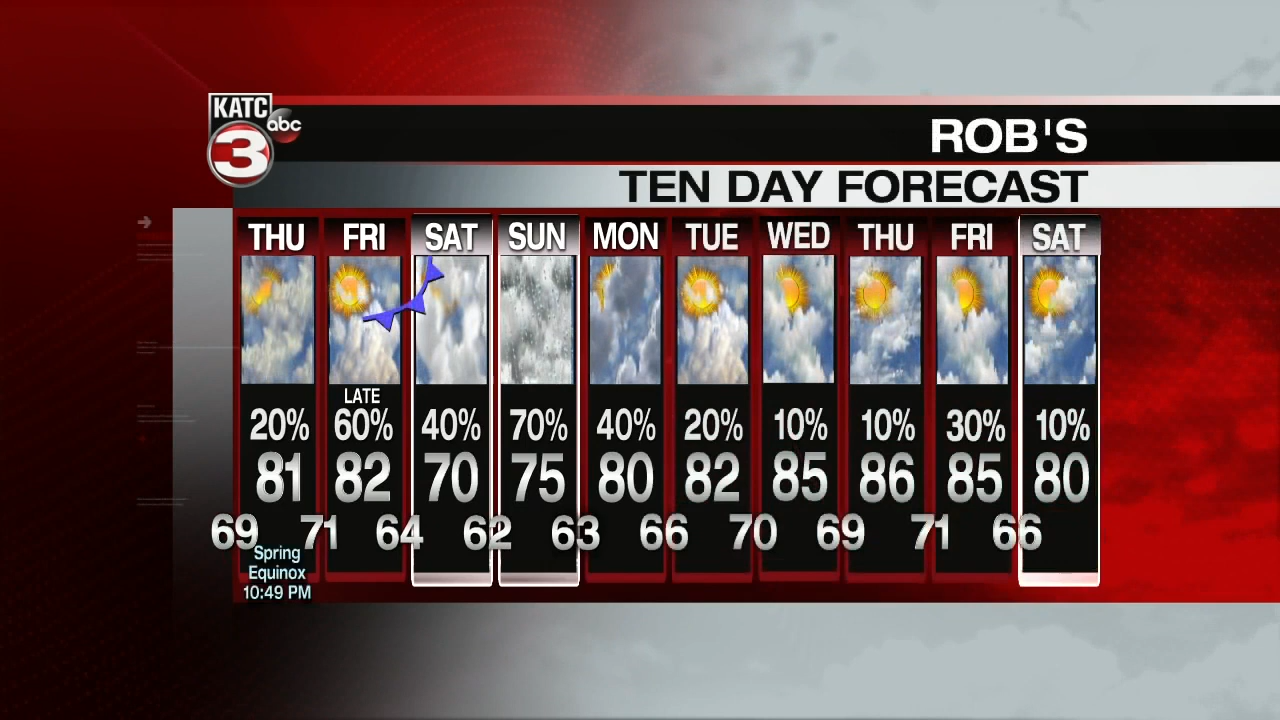 KATC
abc
3
ROB'S
TEN DAY FORECAST
THU FRI SAT SUN MON TUE WED THU FRI SAT
LATE
20% 60% 40% 70% 40% 20% 10% 10% 30% 10%
81 82 70 75 80 82 85 86 85 80
69 71 64 62 63 66 70 69 71 66
Spring
Equinox
10:49 PM